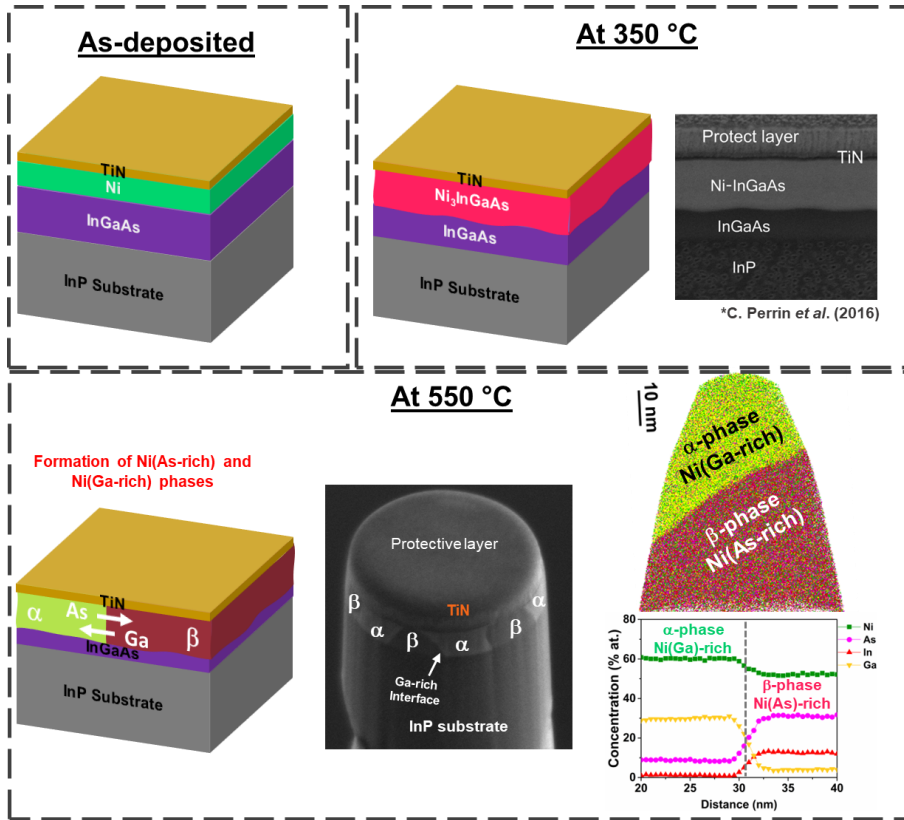 As-deposited
TiN
Ni
InGaAs
InP Substrate
At 350 °C
TiN
Ni₃InGaAs
InGaAs
InP Substrate
Protect layer
TiN
Ni-InGaAs
InGaAs
InP
*C. Perrin et al. (2016)
At 550 °C
Formation of Ni(As-rich) and
Ni(Ga-rich) phases
TiN
α
As
Ga
β
InGaAs
InP Substrate
Protective layer
TiN
β
α
β
α
β
α
Ga-rich
Interface
InP substrate
10 nm
α-phase
Ni(Ga-rich)
β-phase
Ni(As-rich)
α-phase
Ni(Ga)-rich
β-phase
Ni(As)-rich
Ni
As
In
Ga
Concentration (% at.)
80
60
40
20
0
20
25
30
35
40
Distance (nm)